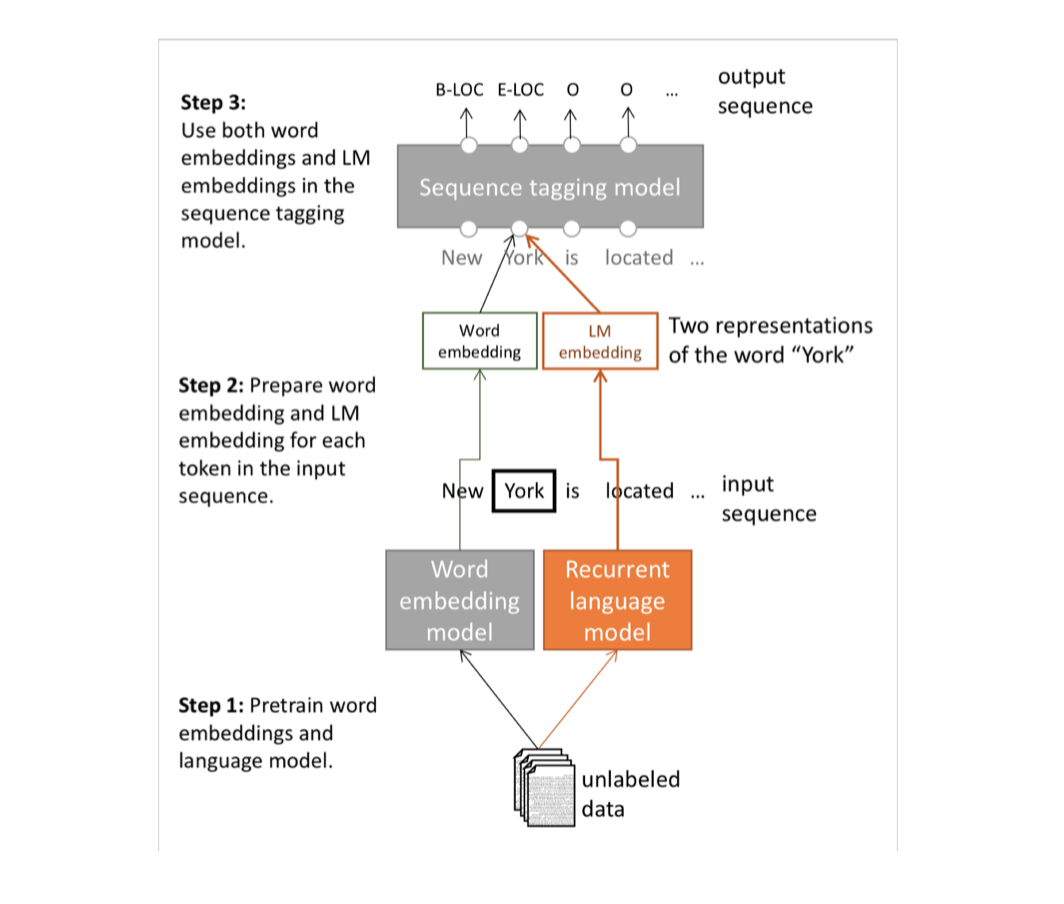 B-LOC E-LOC O O ...
output
sequence
Step 3:
Use both word
embeddings and LM
embeddings in the
sequence tagging
model.
Sequence tagging model
New York is located ...
Word
embedding
LM
embedding
Two representations
of the word “York”
Step 2: Prepare word
embedding and LM
embedding for each
token in the input
sequence.
New York is located ...
input
sequence
Word
embedding
model
Recurrent
language
model
Step 1: Pretrain word
embeddings and
language model.
unlabeled
data